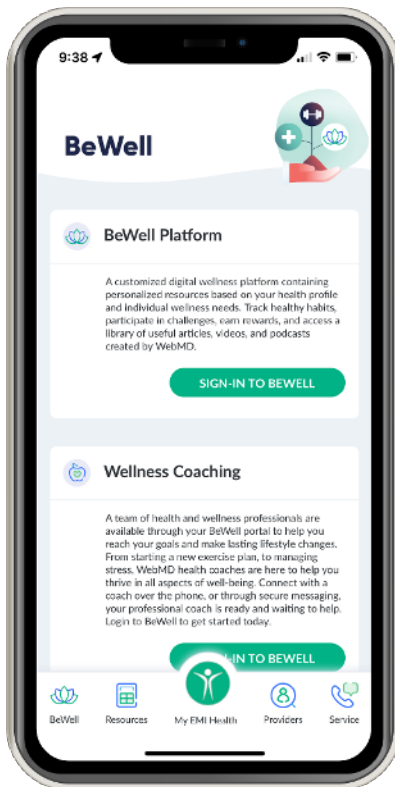 9:38
BeWell
BeWell Platform
A customized digital wellness platform containing
personalized resources based on your health profile
and individual wellness needs. Track healthy habits,
participate in challenges, earn rewards, and access a
library of useful articles, videos, and podcasts
created by WebMD.
SIGN-IN TO BEWELL
Wellness Coaching
A team of health and wellness professionals are
available through your BeWell portal to help you
reach your goals and make lasting lifestyle changes.
From starting a new exercise plan, to managing
stress, WebMD health coaches are here to help you
thrive in all aspects of well-being. Connect with a
coach over the phone, or through secure messaging,
your professional coach is ready and waiting to help.
Login to BeWell to get started today.
IN TO BEWELL
BeWell Resources My EMI Health Providers Service